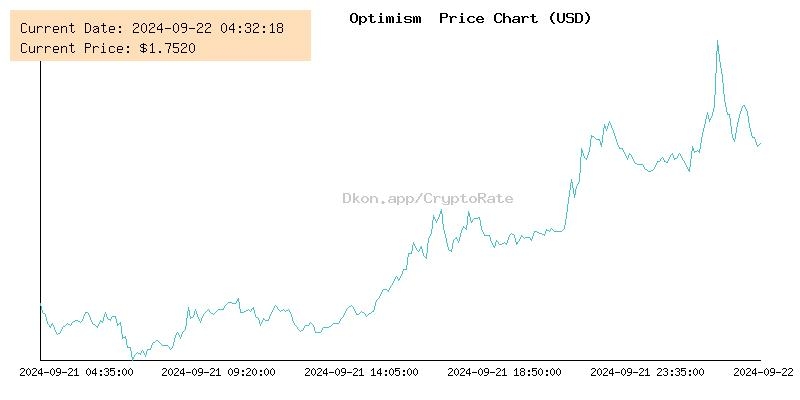 Optimism  Price Chart (USD)
Current Date: 2024-09-22 04:32:18
Current Price: $1.7520
Dkon.app/CryptoRate
2024-09-21 04:35:00 2024-09-21 09:20:00 2024-09-21 14:05:00 2024-09-21 18:50:00 2024-09-21 23:35:00 2024-09-22